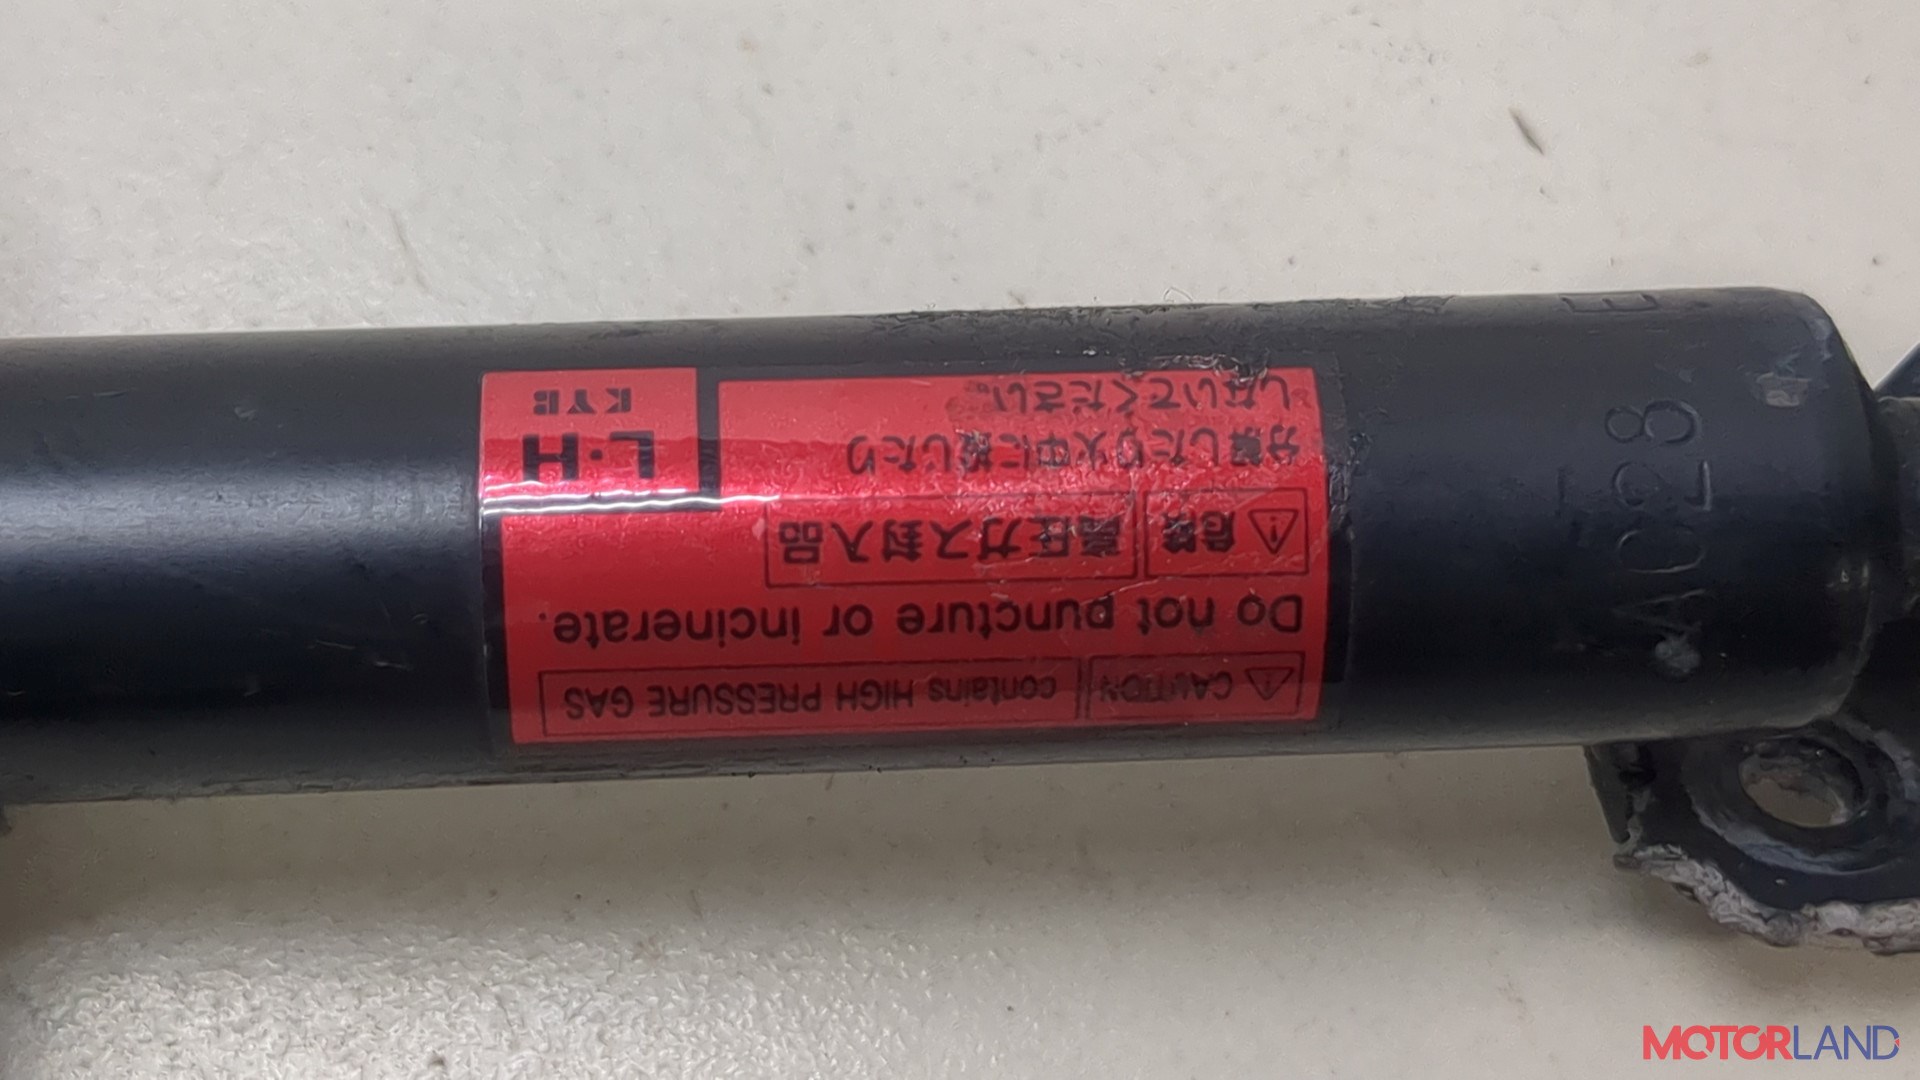 ⚠ CAUTION contains HIGH PRESSURE GAS
Do not puncture or incinerate.
⚠ 危険 高圧ガス封入品
分解したり火中に投じたり
しないでください。
L·H
KYB
A028
MOTORLAND